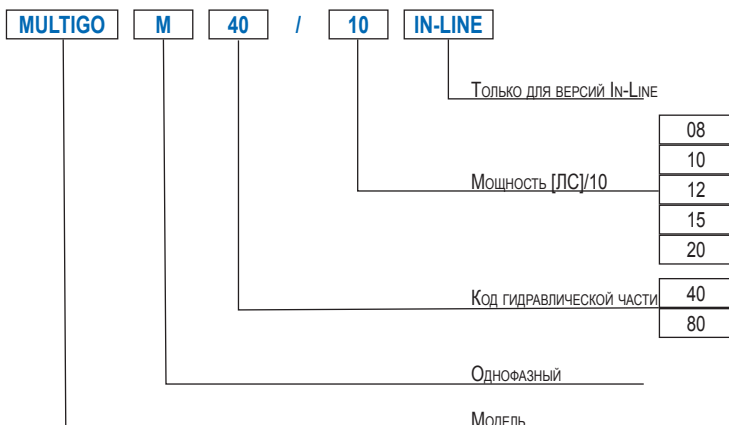 MULTIGO M 40 / 10 IN-LINE
Только для версий In-Line
08
10
Мощность [ЛС]/10
12
15
20
Код гидравлической части
40
80
Однофазный
Модель